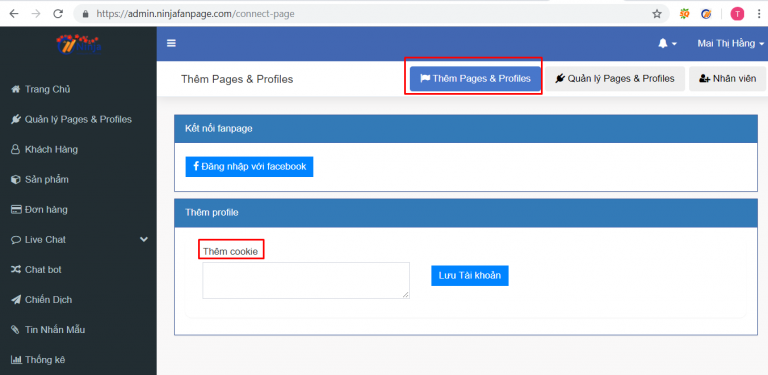 https://admin.ninjafanpage.com/connect-page
T
Mai Thị Hằng
Thêm Pages & Profiles
Thêm Pages & Profiles
Quản lý Pages & Profiles
Nhân viên
Trang Chủ
Quản lý Pages & Profiles
Khách Hàng
Sản phẩm
Đơn hàng
Live Chat
Chat bot
Chiến Dịch
Tin Nhắn Mẫu
Thống kê
Kết nối fanpage
Đăng nhập với facebook
Thêm profile
Thêm cookie
Lưu Tài khoản